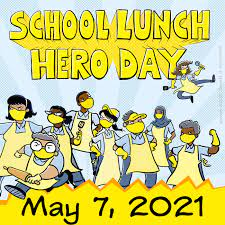 SCHOOL LUNCH
HERO DAY
May 7, 2021